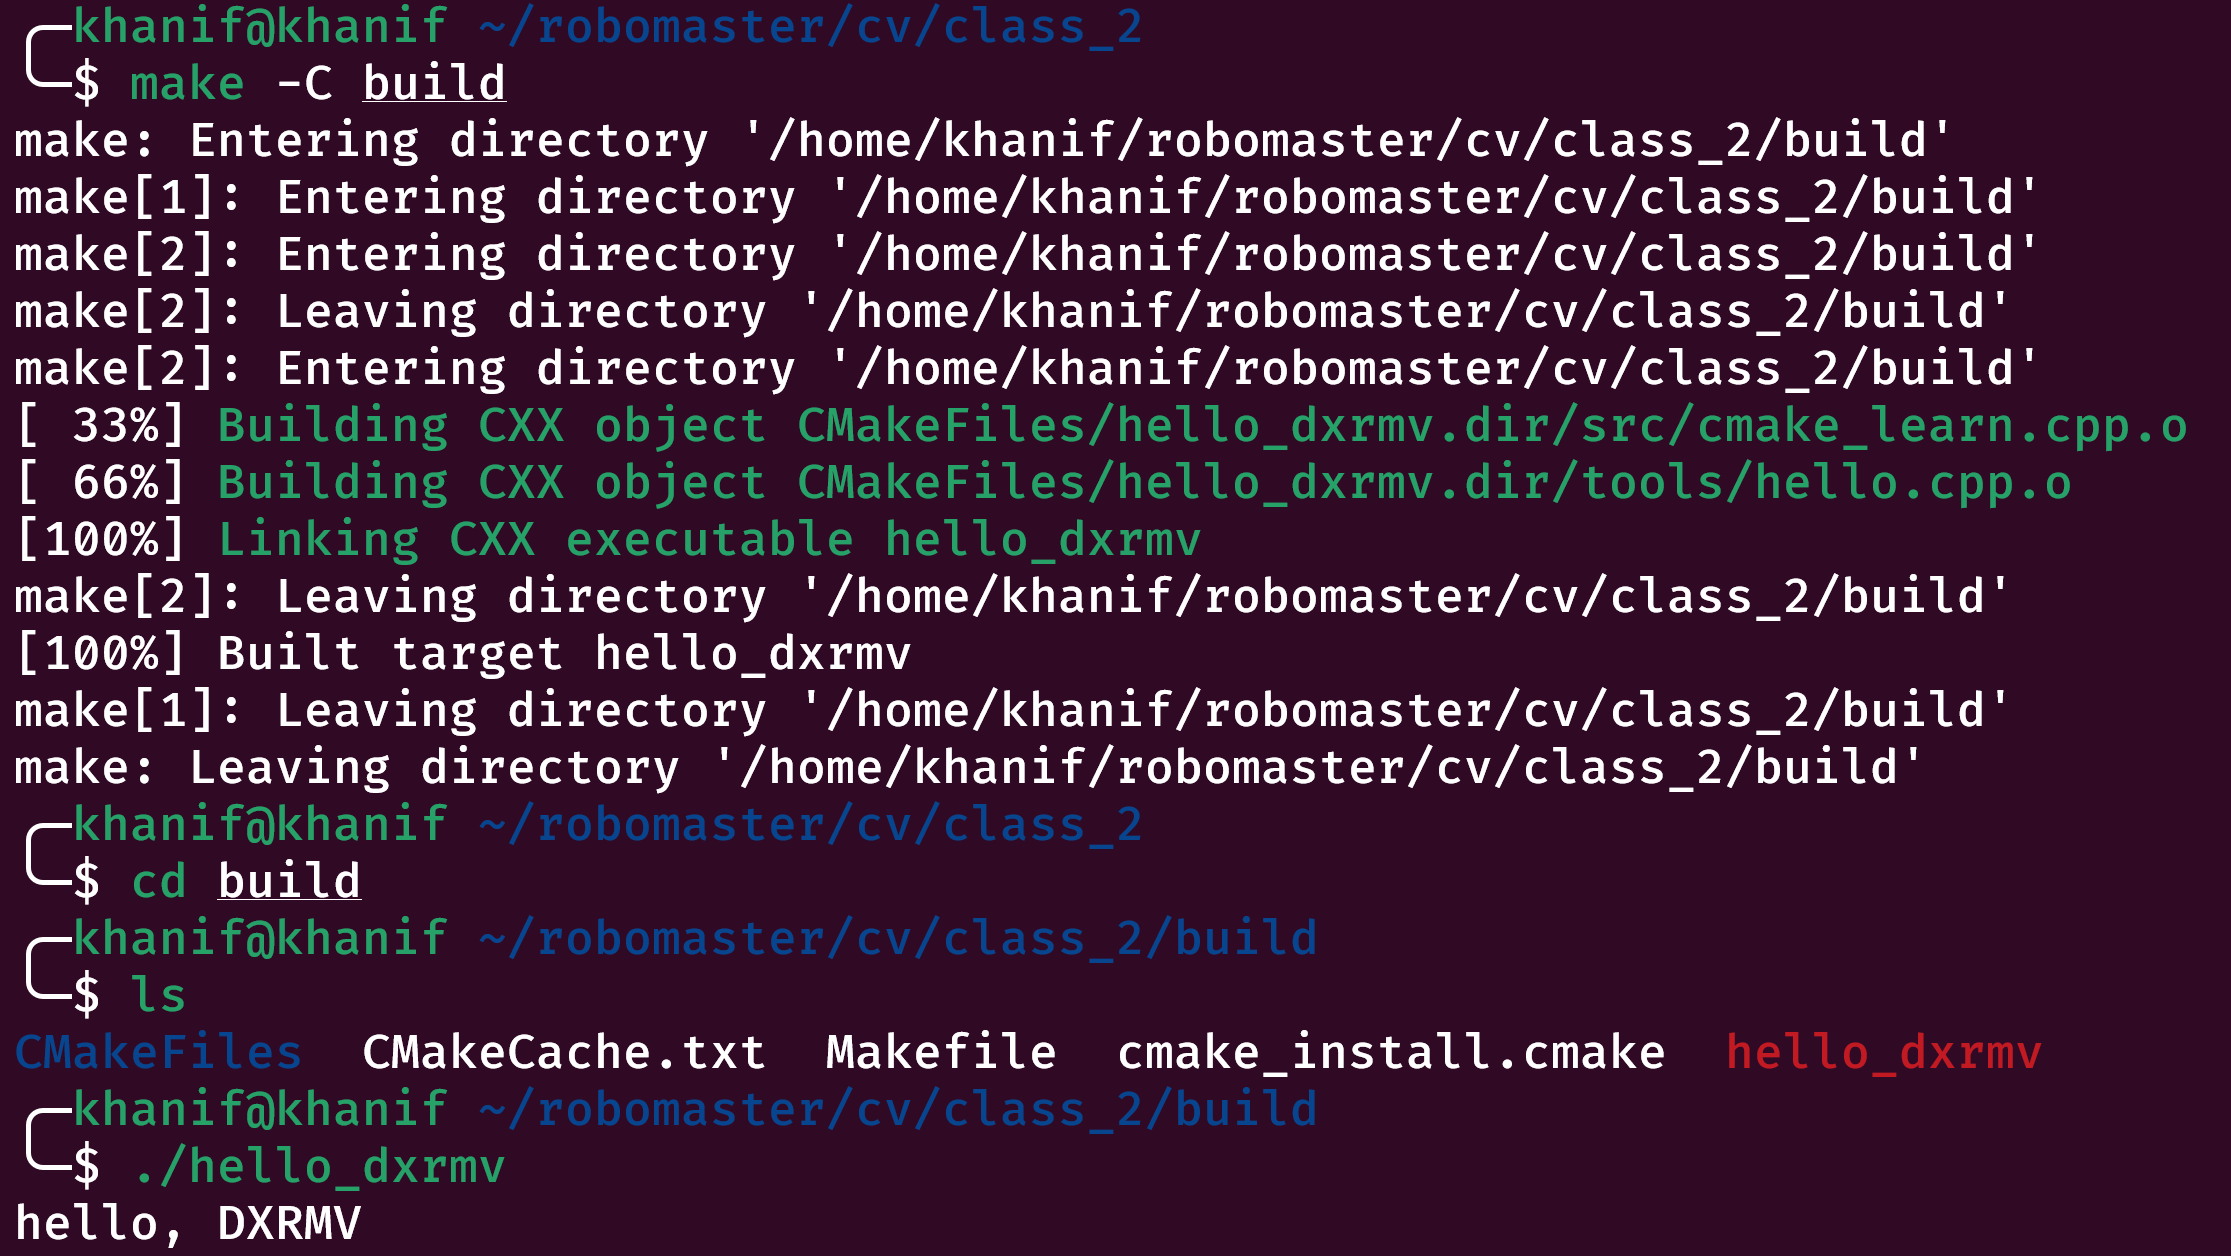 khanif@khanif ~/robomaster/cv/class_2
$ make -C build
make: Entering directory '/home/khanif/robomaster/cv/class_2/build'
make[1]: Entering directory '/home/khanif/robomaster/cv/class_2/build'
make[2]: Entering directory '/home/khanif/robomaster/cv/class_2/build'
make[2]: Leaving directory '/home/khanif/robomaster/cv/class_2/build'
make[2]: Entering directory '/home/khanif/robomaster/cv/class_2/build'
[ 33%] Building CXX object CMakeFiles/hello_dxrmv.dir/src/cmake_learn.cpp.o
[ 66%] Building CXX object CMakeFiles/hello_dxrmv.dir/tools/hello.cpp.o
[100%] Linking CXX executable hello_dxrmv
make[2]: Leaving directory '/home/khanif/robomaster/cv/class_2/build'
[100%] Built target hello_dxrmv
make[1]: Leaving directory '/home/khanif/robomaster/cv/class_2/build'
make: Leaving directory '/home/khanif/robomaster/cv/class_2/build'
khanif@khanif ~/robomaster/cv/class_2
$ cd build
khanif@khanif ~/robomaster/cv/class_2/build
$ ls
CMakeFiles  CMakeCache.txt  Makefile  cmake_install.cmake  hello_dxrmv
khanif@khanif ~/robomaster/cv/class_2/build
$ ./hello_dxrmv
hello, DXRMV